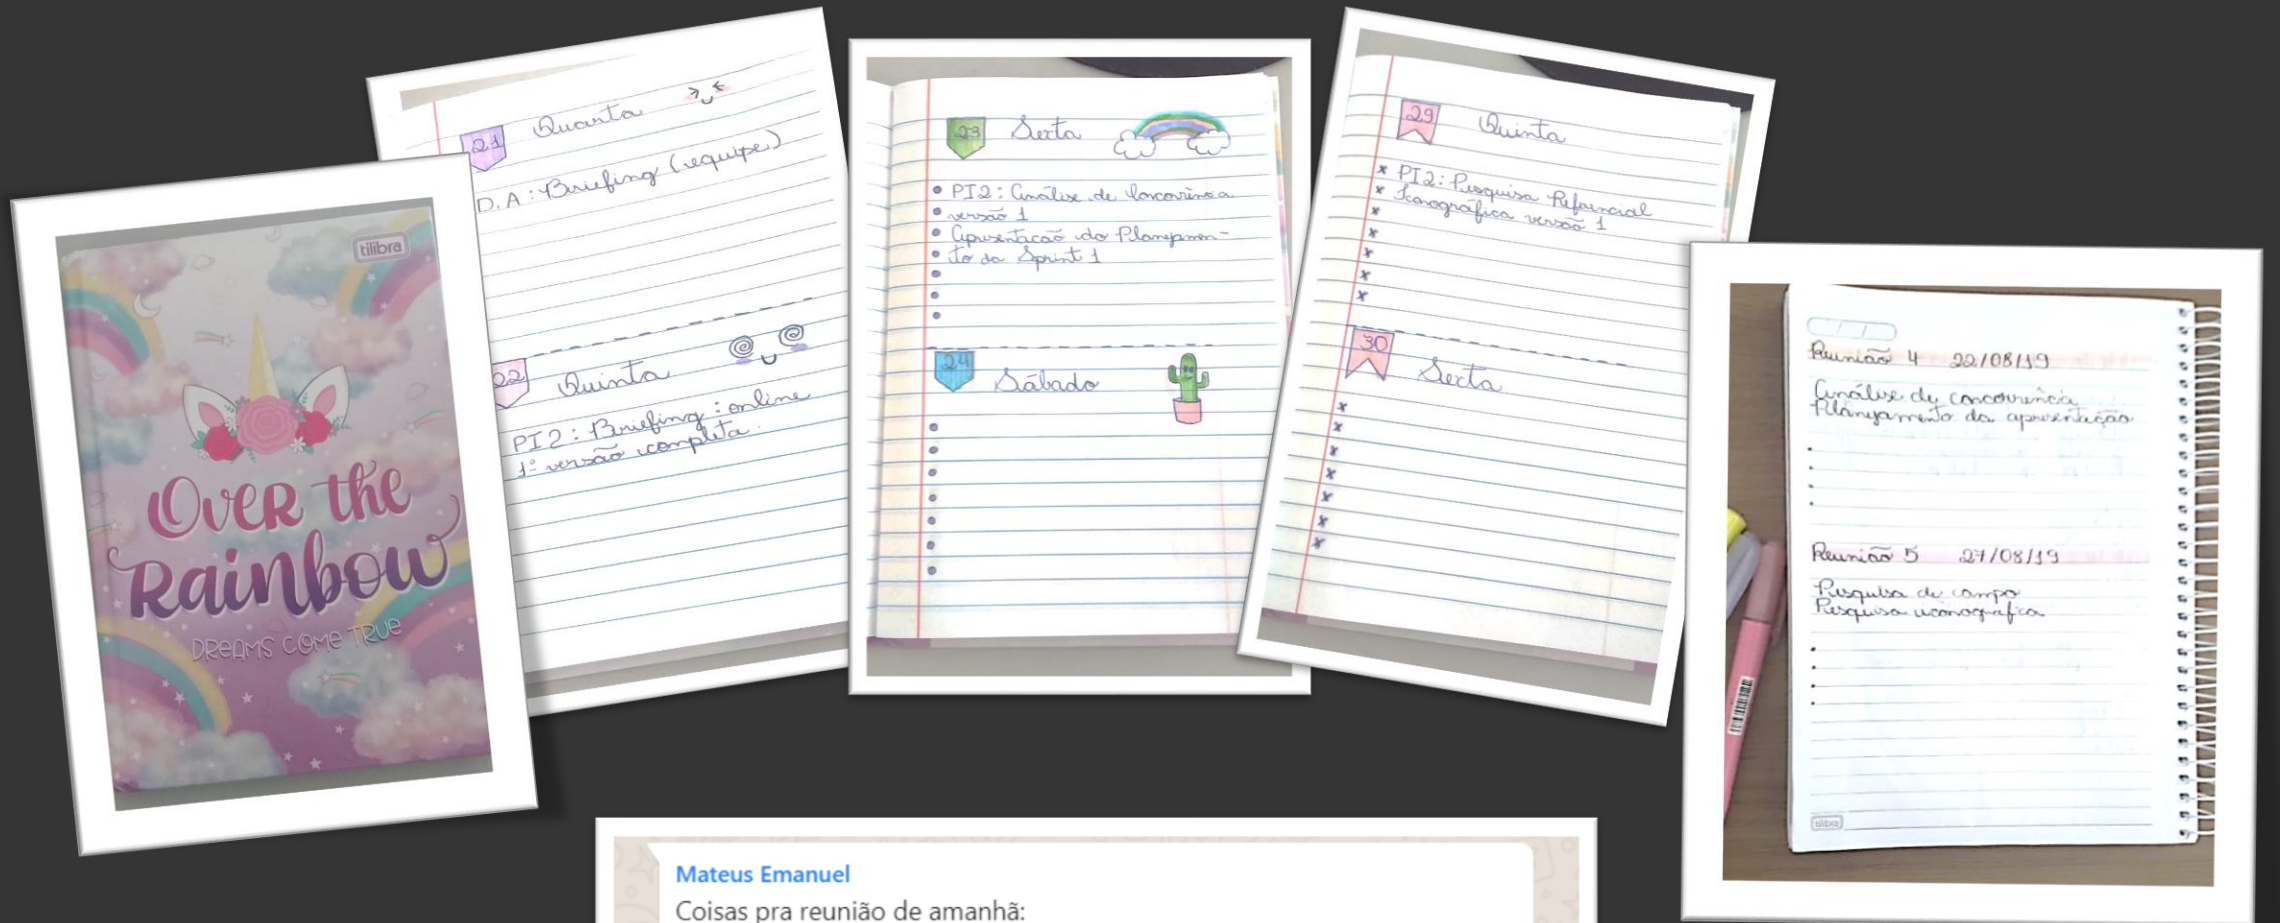 tilibra
Over the
Rainbow
DREAMS COME TRUE
21 Quarta
D.A: Briefing (equipe)
22 Quinta
PI2: Briefing: online
1ª versão completa.
23 Sexta
PI2: Análise de Concorrência
versão 1
Apresentação do Planejamen-
to da Sprint 1
24 Sábado
29 Quinta
PI2: Pesquisa Referencial
Iconográfica versão 1
30 Sexta
Reunião 4 22/08/19
Análise de concorrência
Planejamento da apresentação
Reunião 5 27/08/19
Pesquisa de campo
Pesquisa iconográfica
tilibra
Mateus Emanuel
Coisas pra reunião de amanhã: